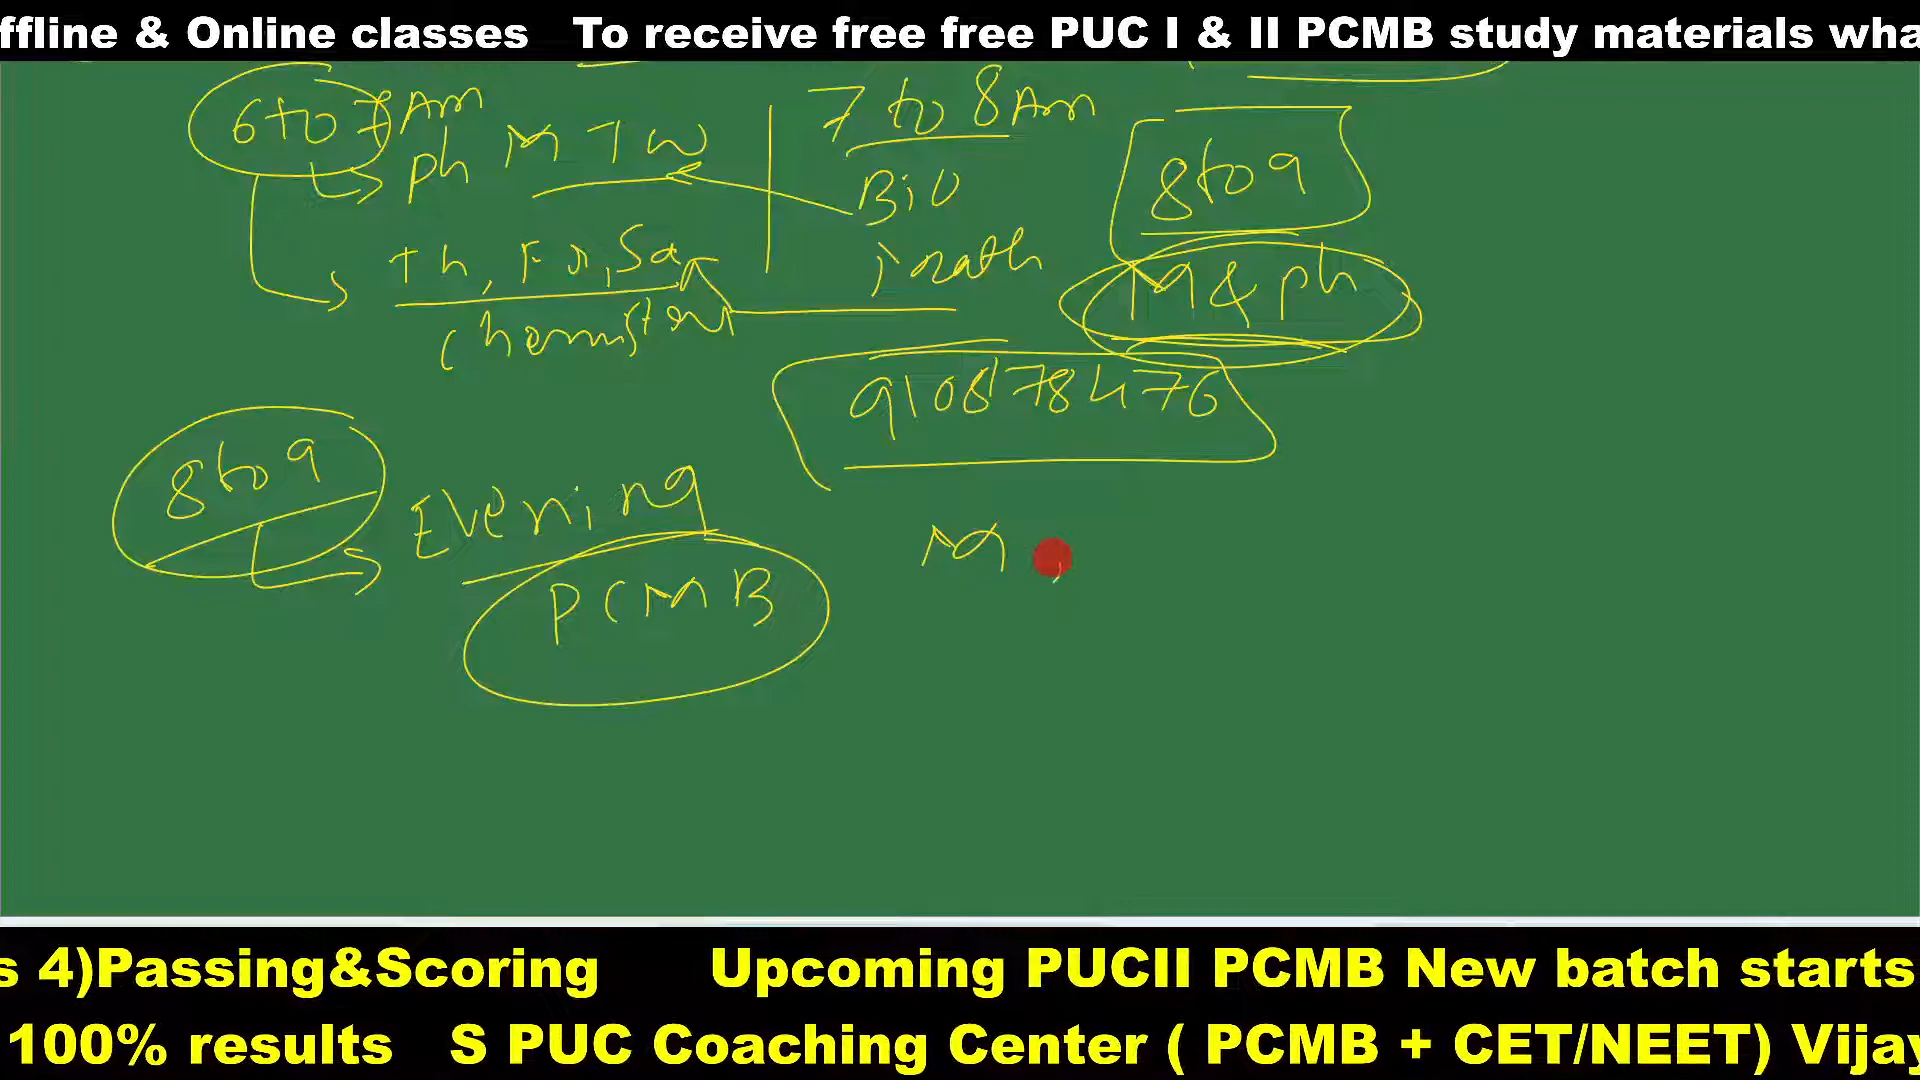 ffline & Online classes To receive free free PUC I & II PCMB study materials wha
6 to 7 Am
ph M T W
7 to 8 Am
8 to 9
Bio
Th, Fr, Sa
math
M & ph
Chemistry
910878476
8 to 9
Evening
M,
PCMB
s 4)Passing&Scoring Upcoming PUCII PCMB New batch starts
100% results S PUC Coaching Center ( PCMB + CET/NEET) Vijay